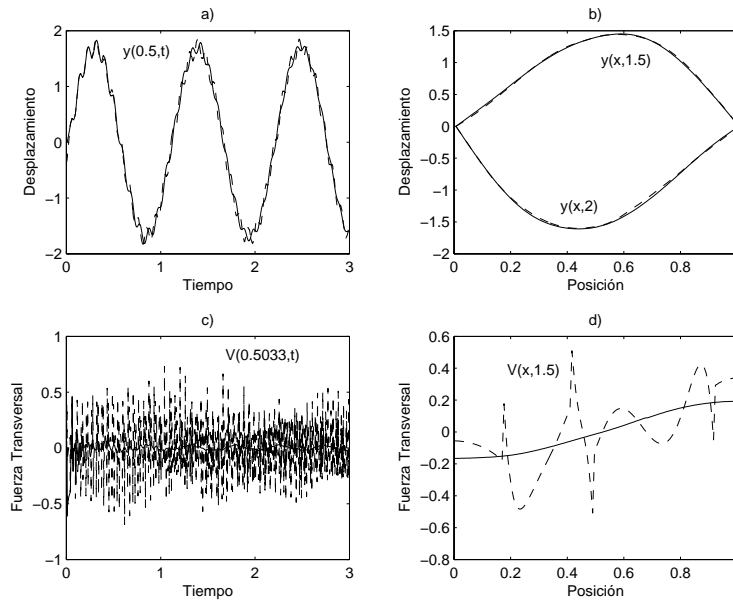 a)
2
1
0
−1
−2
Desplazamiento
y(0.5,t)
0
1
2
3
Tiempo
b)
1.5
1
0.5
0
−0.5
−1
−1.5
−2
Desplazamiento
y(x,1.5)
y(x,2)
0
0.2
0.4
0.6
0.8
Posición
c)
1
0.5
0
−0.5
−1
Fuerza Transversal
V(0.5033,t)
0
1
2
3
Tiempo
d)
0.6
0.4
0.2
0
−0.2
−0.4
−0.6
−0.8
Fuerza Transversal
V(x,1.5)
0
0.2
0.4
0.6
0.8
Posición